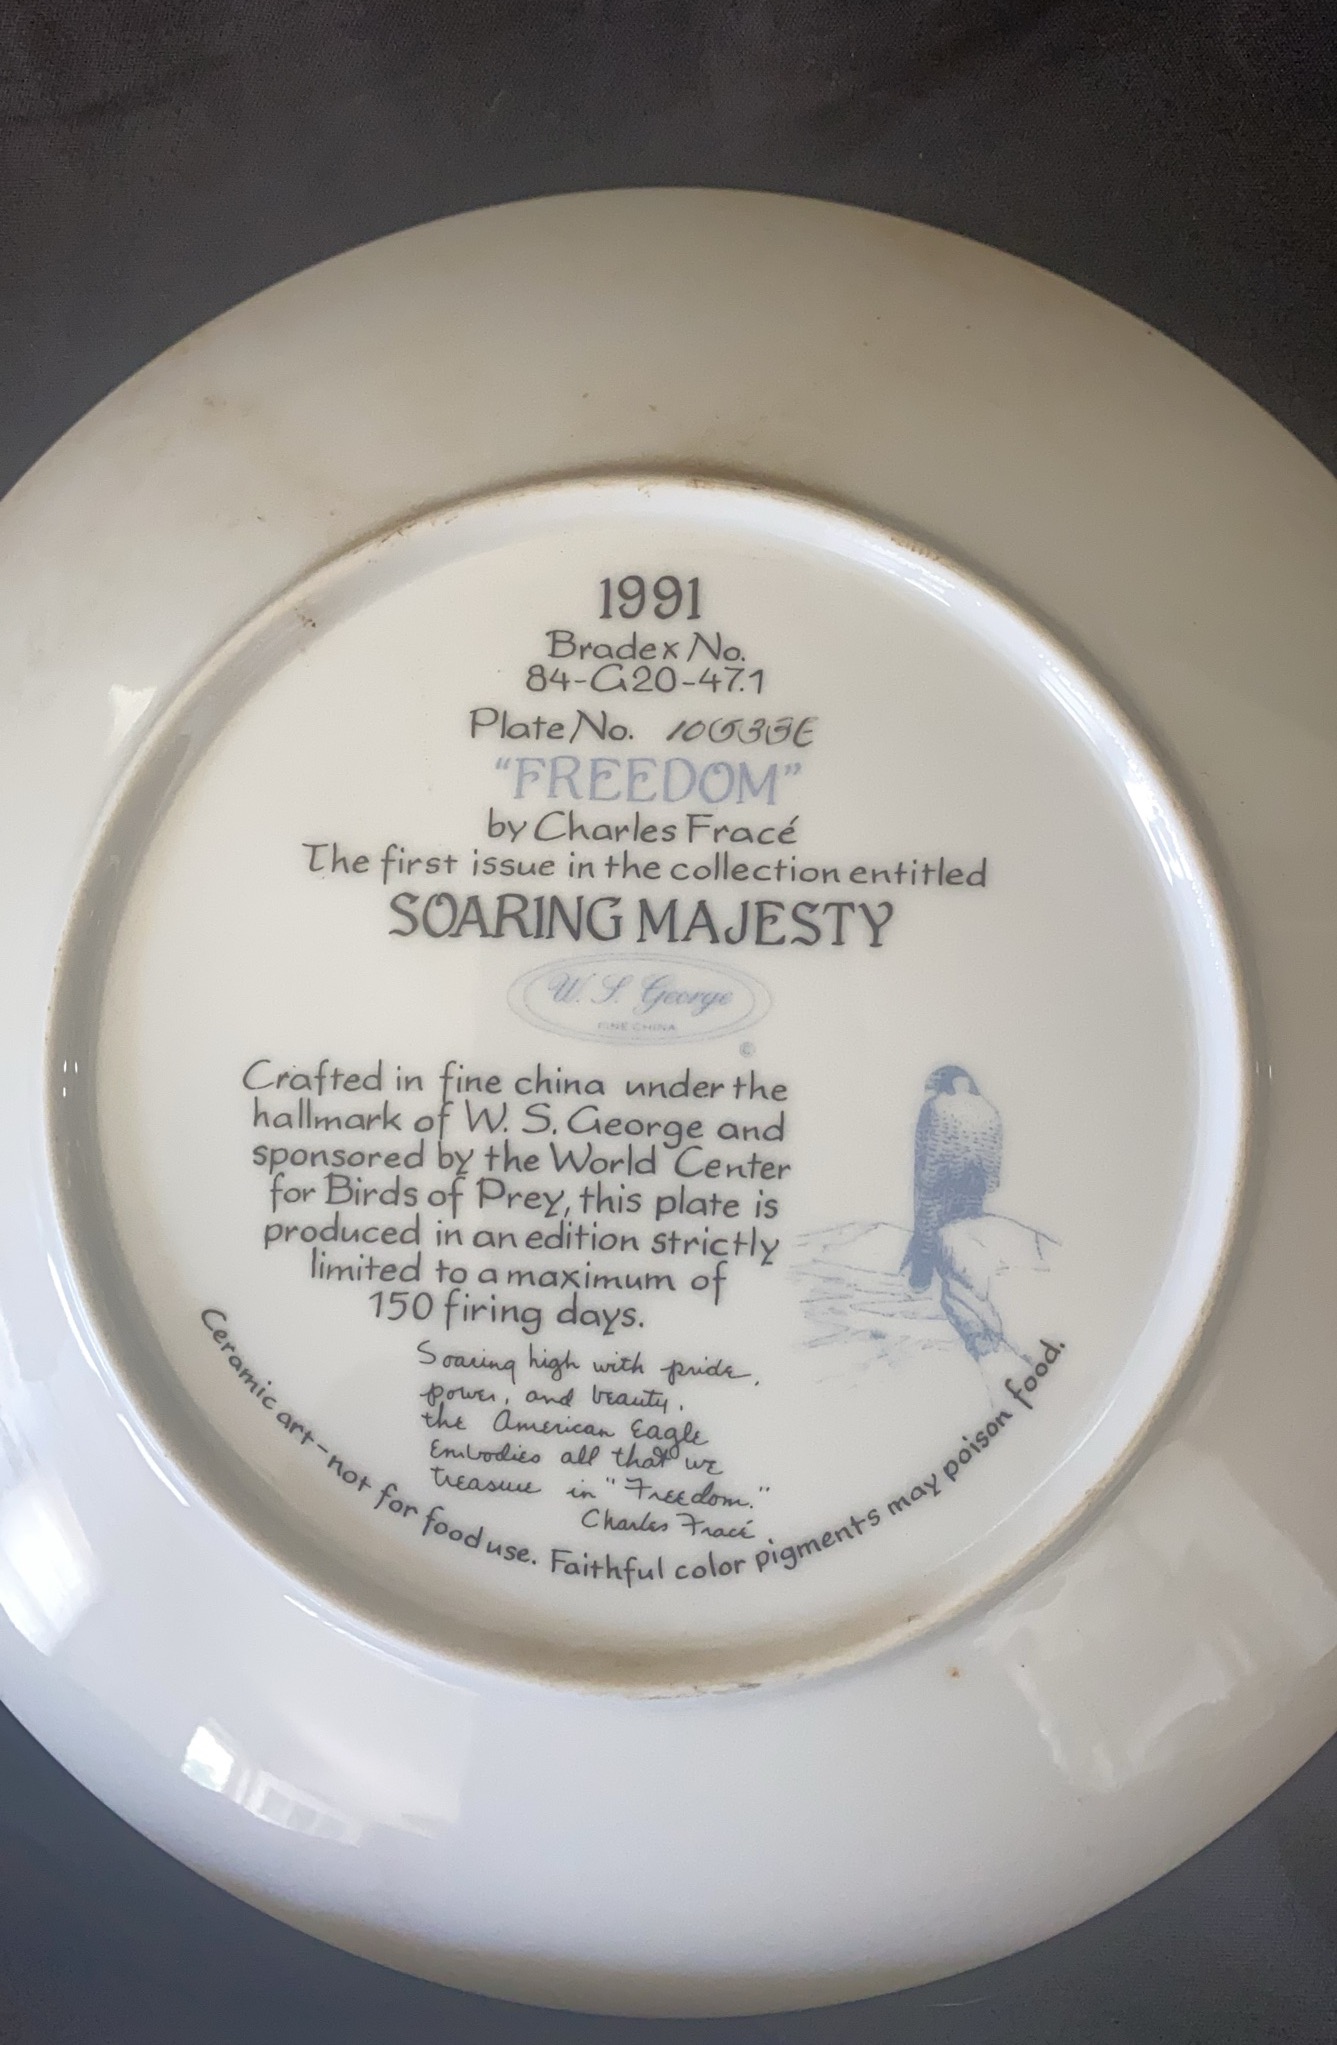 1991
Bradex No.
84-G20-47.1
Plate No.
"FREEDOM"
by Charles Fracé
The first issue in the collection entitled
SOARING MAJESTY
W. S. George
FINE CHINA
©
Crafted in fine china under the
hallmark of W. S. George and
sponsored by the World Center
for Birds of Prey, this plate is
produced in an edition strictly
limited to a maximum of
150 firing days.
Soaring high with pride,
power, and beauty,
the American Eagle
Embodies all that we
treasure in "Freedom."
Charles Fracé
Ceramic art-not for food use. Faithful color pigments may poison food.